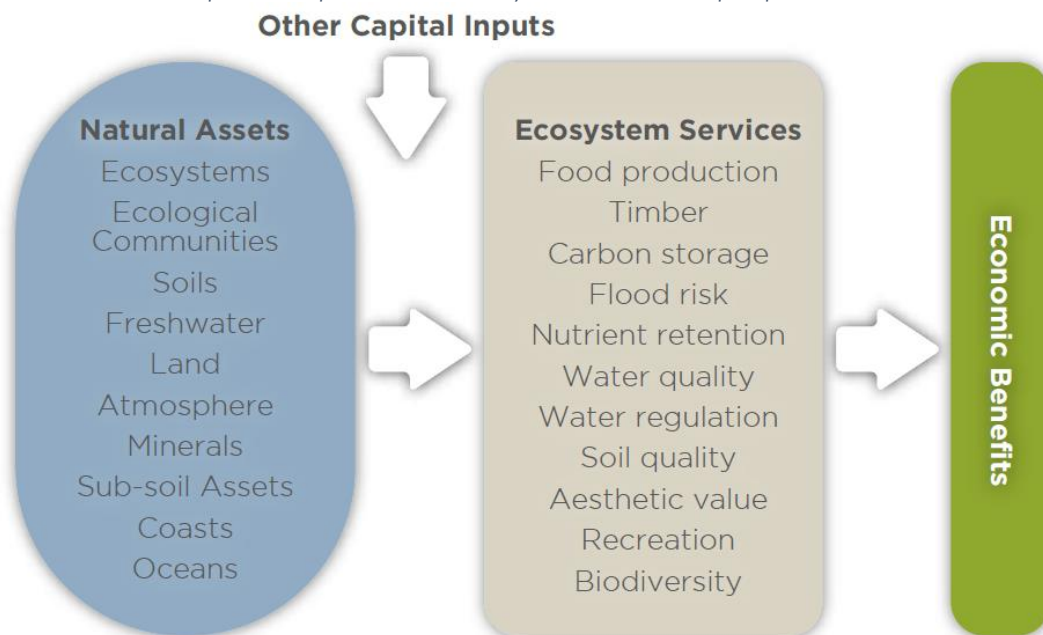 Other Capital Inputs
Natural Assets
Ecosystems
Ecological
Communities
Soils
Freshwater
Land
Atmosphere
Minerals
Sub-soil Assets
Coasts
Oceans
Ecosystem Services
Food production
Timber
Carbon storage
Flood risk
Nutrient retention
Water quality
Water regulation
Soil quality
Aesthetic value
Recreation
Biodiversity
Economic Benefits